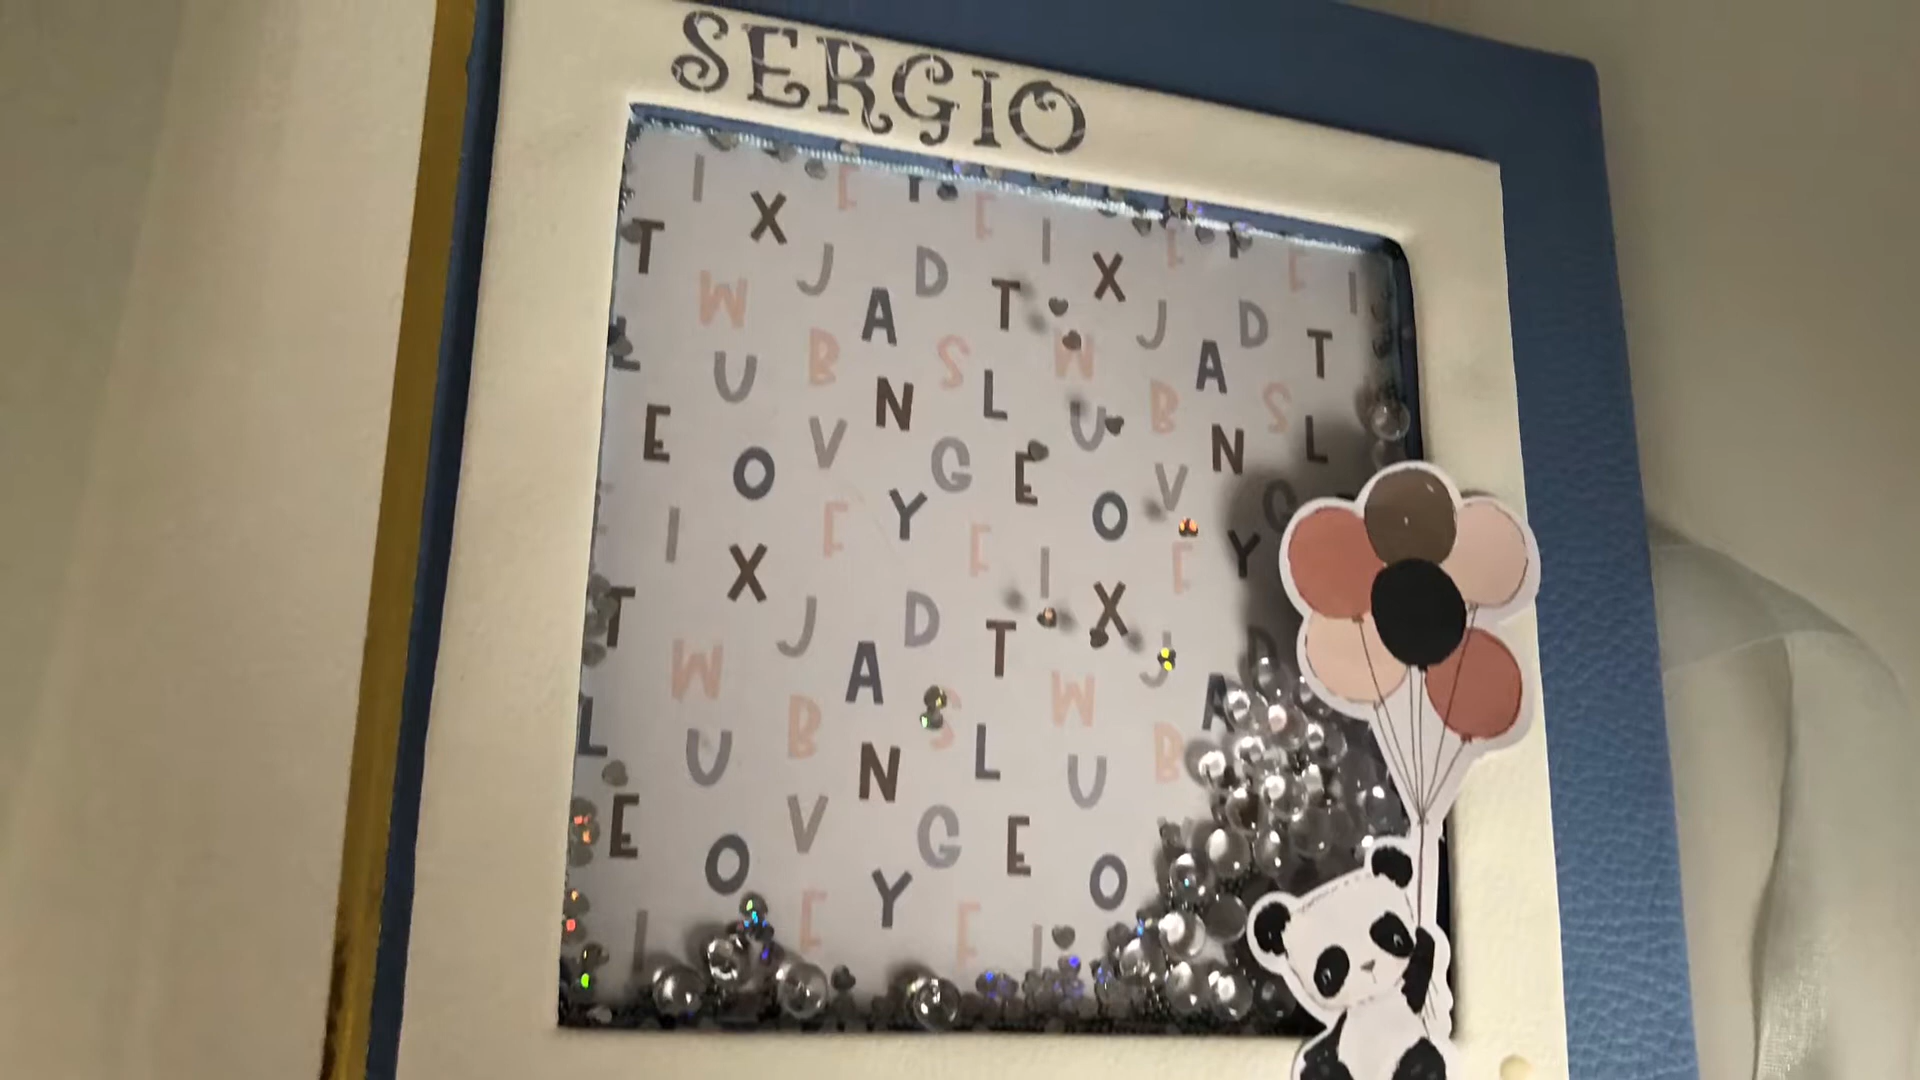 SERGIO
I X E Y E I X E Y E I
T J D T J D T
W A W A
U B S L U B S L
L N N
E V G E V G
O Y O Y
I E E I E
X X
T J D T J D
W A W A
U B S L U B
L N
E V G E
O Y O
I E E I